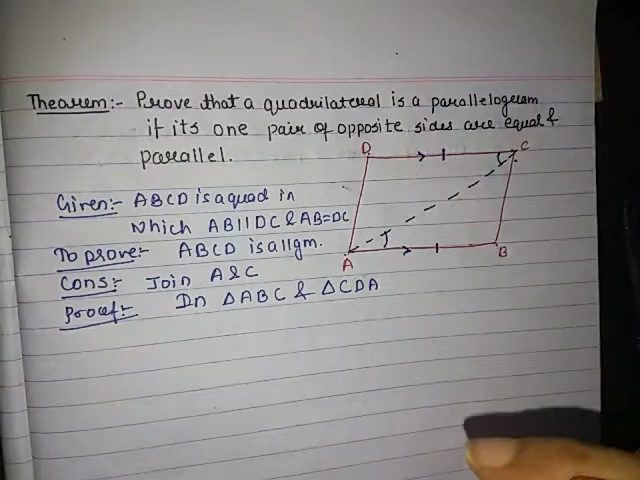 Theorem:- Prove that a quadrilateral is a parallelogram
if its one pair of opposite sides are equal &
parallel.
D C
Given:- ABCD is a quad in
which AB || DC & AB=DC
To prove:- ABCD is a llgm.
A B
Cons:- Join A & C
Proof:- In △ABC & △CDA